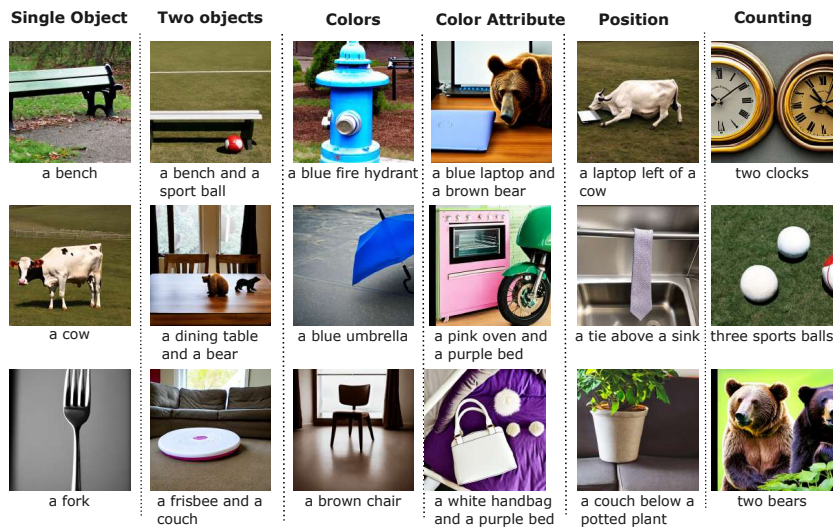 Single Object
Two objects
Colors
Color Attribute
Position
Counting
a bench
a bench and a
sport ball
a blue fire hydrant
a blue laptop and
a brown bear
a laptop left of a
cow
two clocks
a cow
a dining table
and a bear
a blue umbrella
a pink oven and
a purple bed
a tie above a sink
three sports balls
a fork
a frisbee and a
couch
a brown chair
a white handbag
and a purple bed
a couch below a
potted plant
two bears